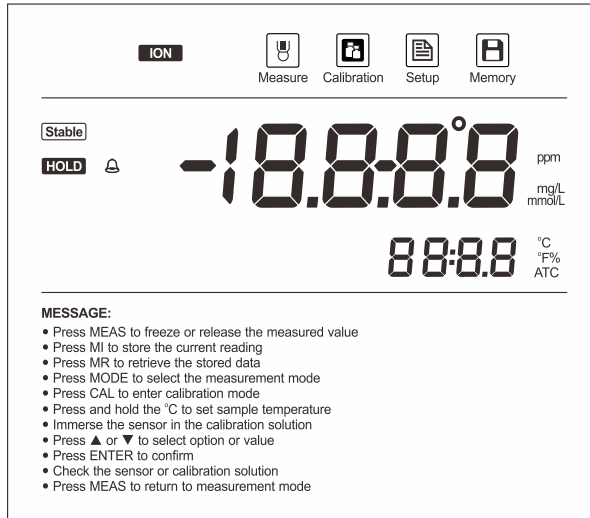 ION
Measure Calibration Setup Memory
Stable
HOLD
-18.8-8.8°
ppm
mg/L
mmol/L
88:8.8
°C
°F%
ATC
MESSAGE:
• Press MEAS to freeze or release the measured value
• Press MI to store the current reading
• Press MR to retrieve the stored data
• Press MODE to select the measurement mode
• Press CAL to enter calibration mode
• Press and hold the °C to set sample temperature
• Immerse the sensor in the calibration solution
• Press ▲ or ▼ to select option or value
• Press ENTER to confirm
• Check the sensor or calibration solution
• Press MEAS to return to measurement mode